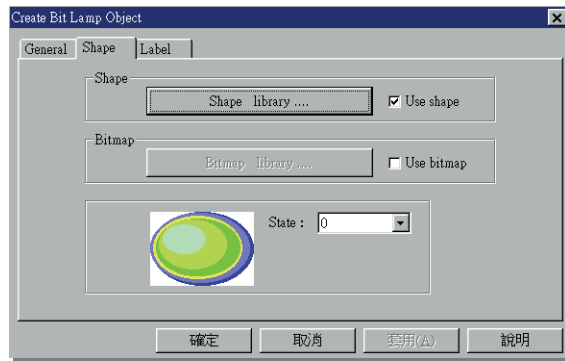 Create Bit Lamp Object
General Shape Label
Shape
Shape library .... Use shape
Bitmap
Bitmap library .... Use bitmap
State : 0
確定 取消 套用(A) 說明